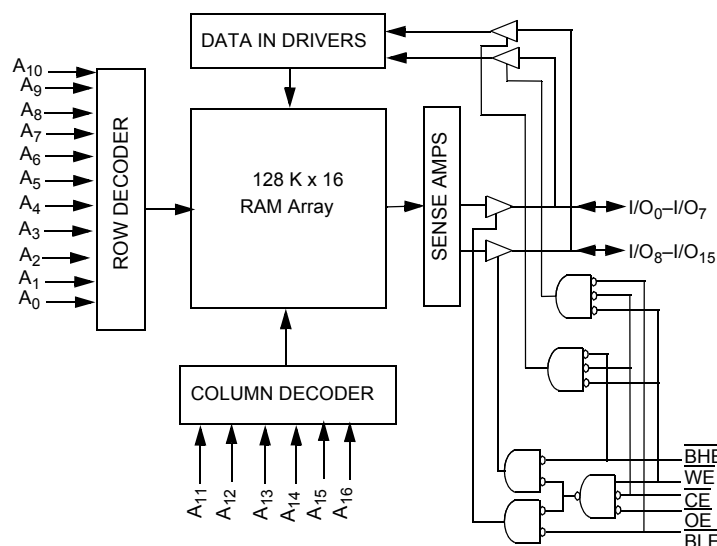 DATA IN DRIVERS
A10
A9
A8
A7
A6
A5
A4
A3
A2
A1
A0
ROW DECODER
128 K x 16
RAM Array
SENSE AMPS
I/O0–I/O7
I/O8–I/O15
COLUMN DECODER
A11
A12
A13
A14
A15
A16
BHE
WE
CE
OE
BLE